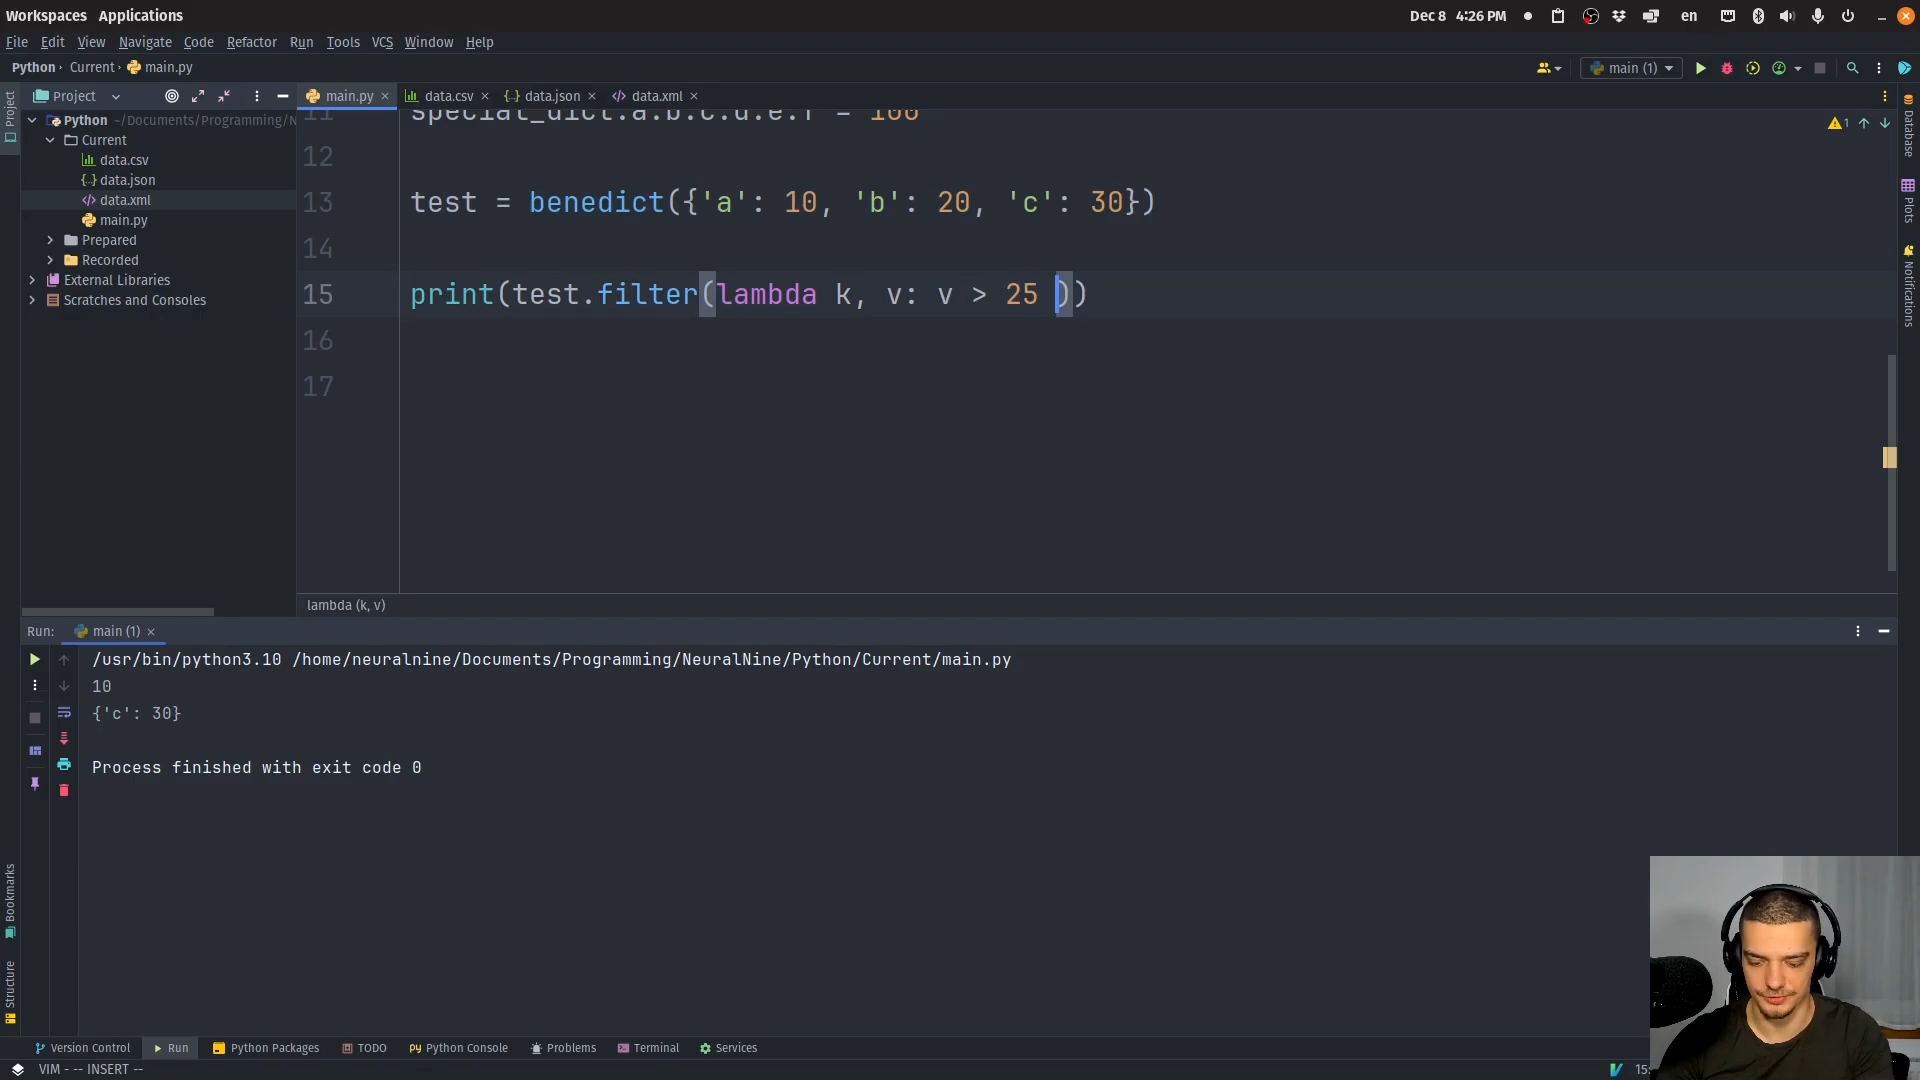 Workspaces Applications
Dec 8 4:26 PM
en
File Edit View Navigate Code Refactor Run Tools VCS Window Help
Python Current main.py
main (1)
Project
Project
main.py
data.csv
data.json
data.xml
Python ~/Documents/Programming/N
Current
data.csv
data.json
data.xml
main.py
Prepared
Recorded
External Libraries
Scratches and Consoles
11 special_dict.a.b.c.d.e.f = 100
12
13 test = benedict({'a': 10, 'b': 20, 'c': 30})
14
15 print(test.filter(lambda k, v: v > 25 ))
16
17
1
Database
Plots
Notifications
lambda (k, v)
Run: main (1)
/usr/bin/python3.10 /home/neuralnine/Documents/Programming/NeuralNine/Python/Current/main.py
10
{'c': 30}
Process finished with exit code 0
Bookmarks
Structure
Version Control Run Python Packages TODO Python Console Problems Terminal Services
VIM - -- INSERT --